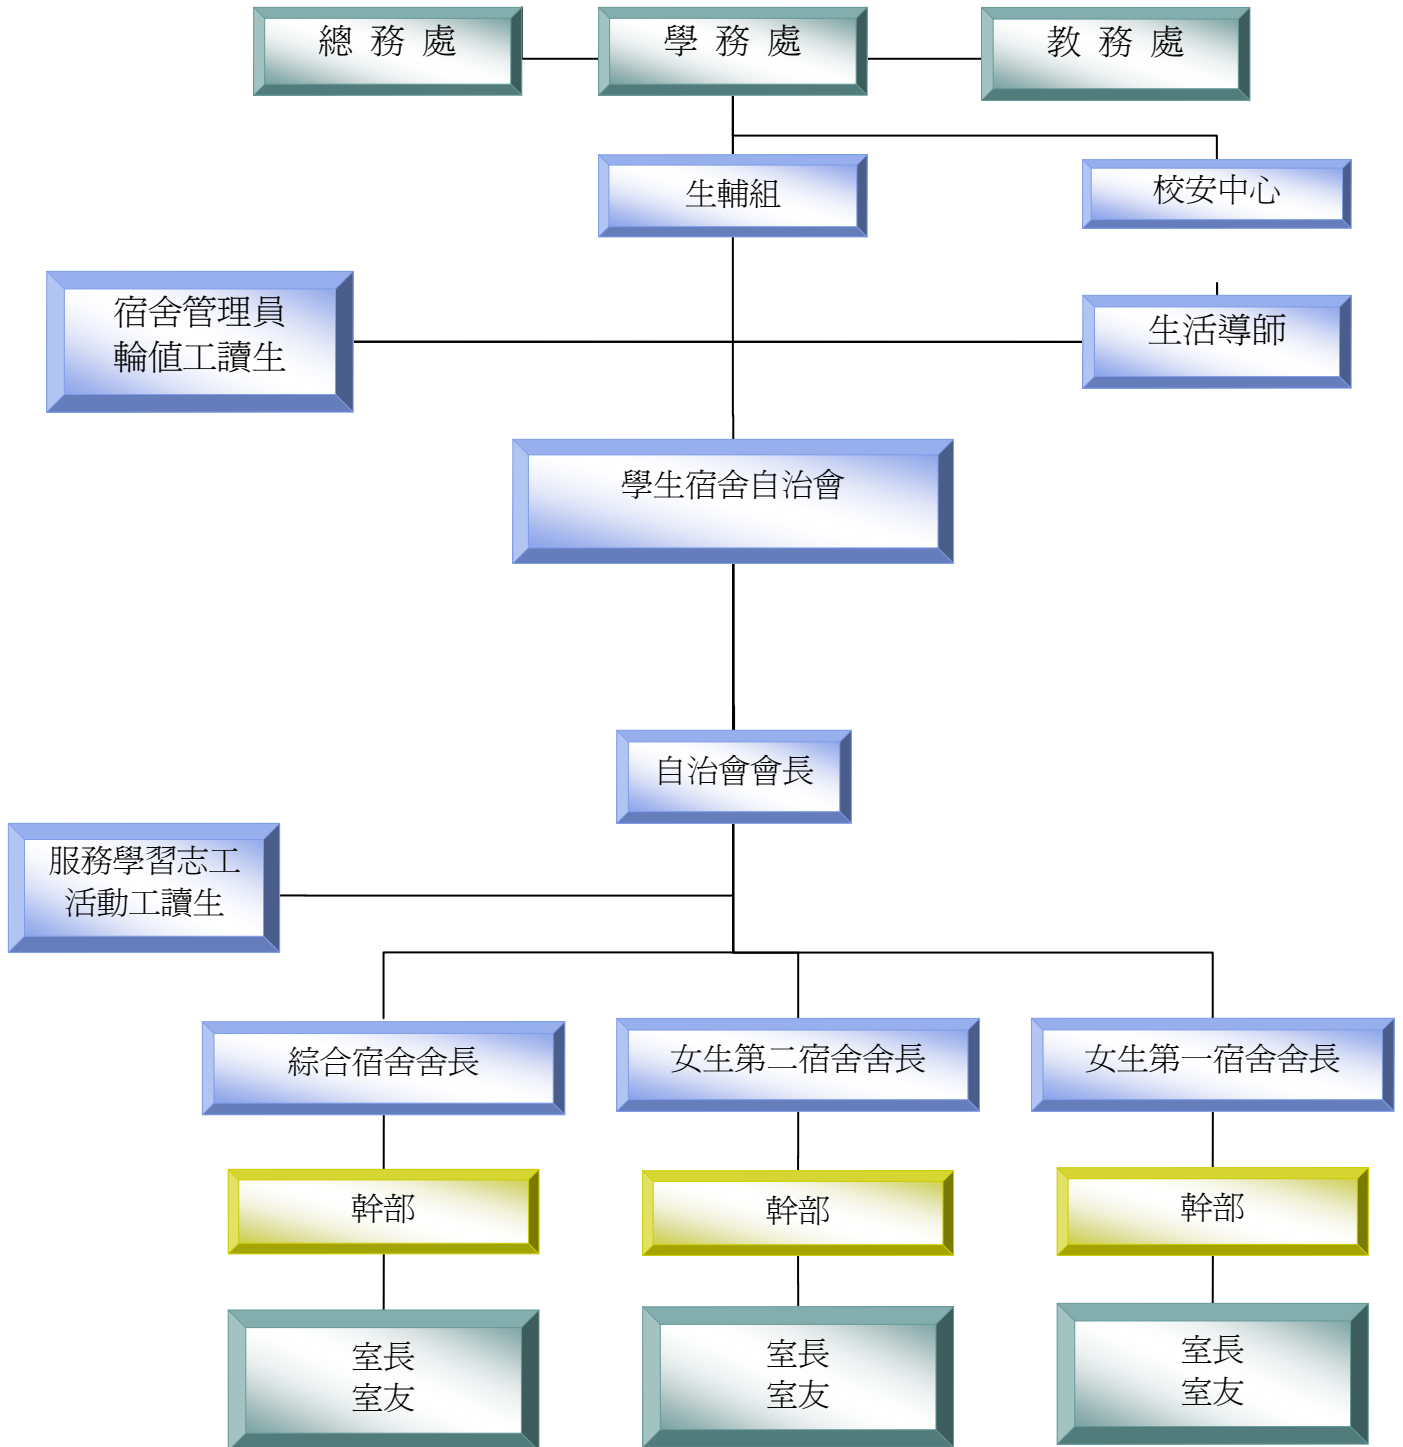 總 務 處
學 務 處
教 務 處
生輔組
校安中心
宿舍管理員
輪值工讀生
生活導師
學生宿舍自治會
自治會會長
服務學習志工
活動工讀生
綜合宿舍舍長
女生第二宿舍舍長
女生第一宿舍舍長
幹部
幹部
幹部
室長
室友
室長
室友
室長
室友